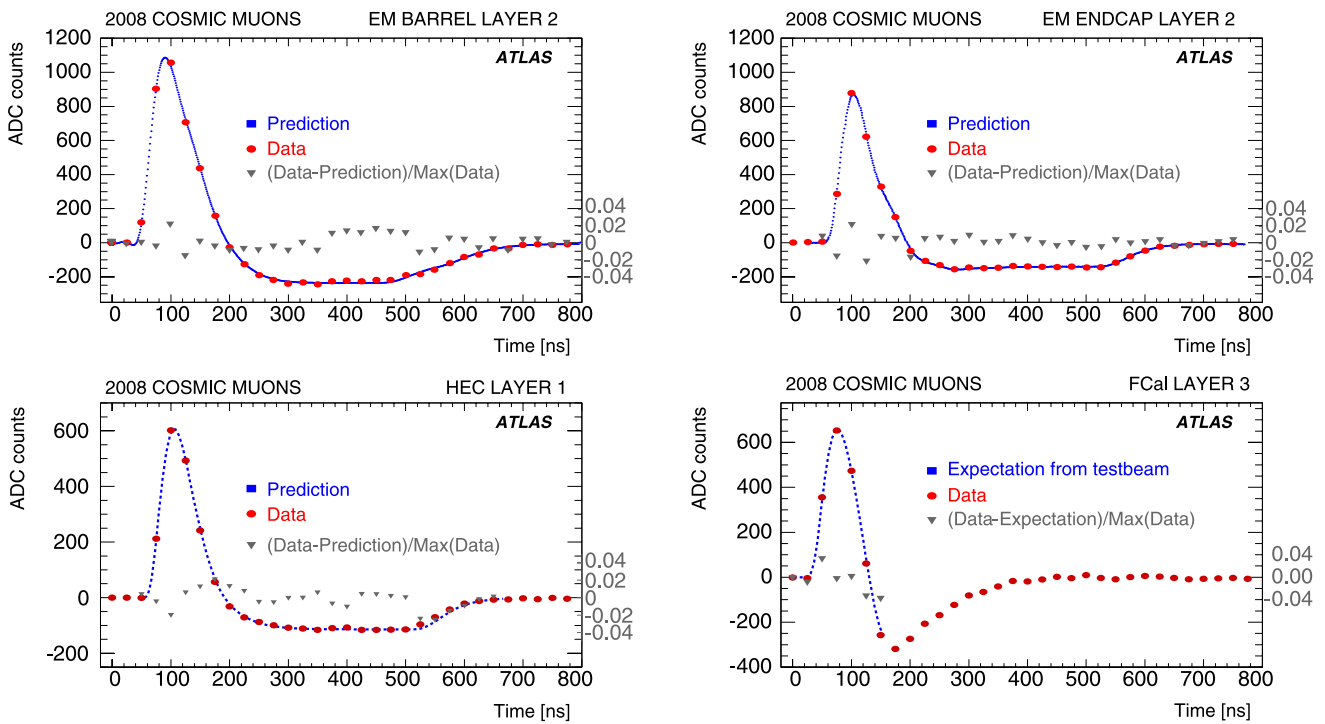 2008 COSMIC MUONS EM BARREL LAYER 2
ADC counts
1200
1000
800
600
400
200
0
-200
ATLAS
Prediction
Data
(Data-Prediction)/Max(Data)
0.04
0.02
0
-0.02
-0.04
0 100 200 300 400 500 600 700 800
Time [ns]
2008 COSMIC MUONS EM ENDCAP LAYER 2
ADC counts
1200
1000
800
600
400
200
0
-200
ATLAS
Prediction
Data
(Data-Prediction)/Max(Data)
0.04
0.02
0
-0.02
-0.04
0 100 200 300 400 500 600 700 800
Time [ns]
2008 COSMIC MUONS HEC LAYER 1
ADC counts
600
400
200
0
-200
ATLAS
Prediction
Data
(Data-Prediction)/Max(Data)
0.04
0.02
0
-0.02
-0.04
0 100 200 300 400 500 600 700 800
Time [ns]
2008 COSMIC MUONS FCal LAYER 3
ADC counts
600
400
200
0
-200
-400
ATLAS
Expectation from testbeam
Data
(Data-Expectation)/Max(Data)
0.04
0.00
-0.04
0 100 200 300 400 500 600 700 800
Time [ns]